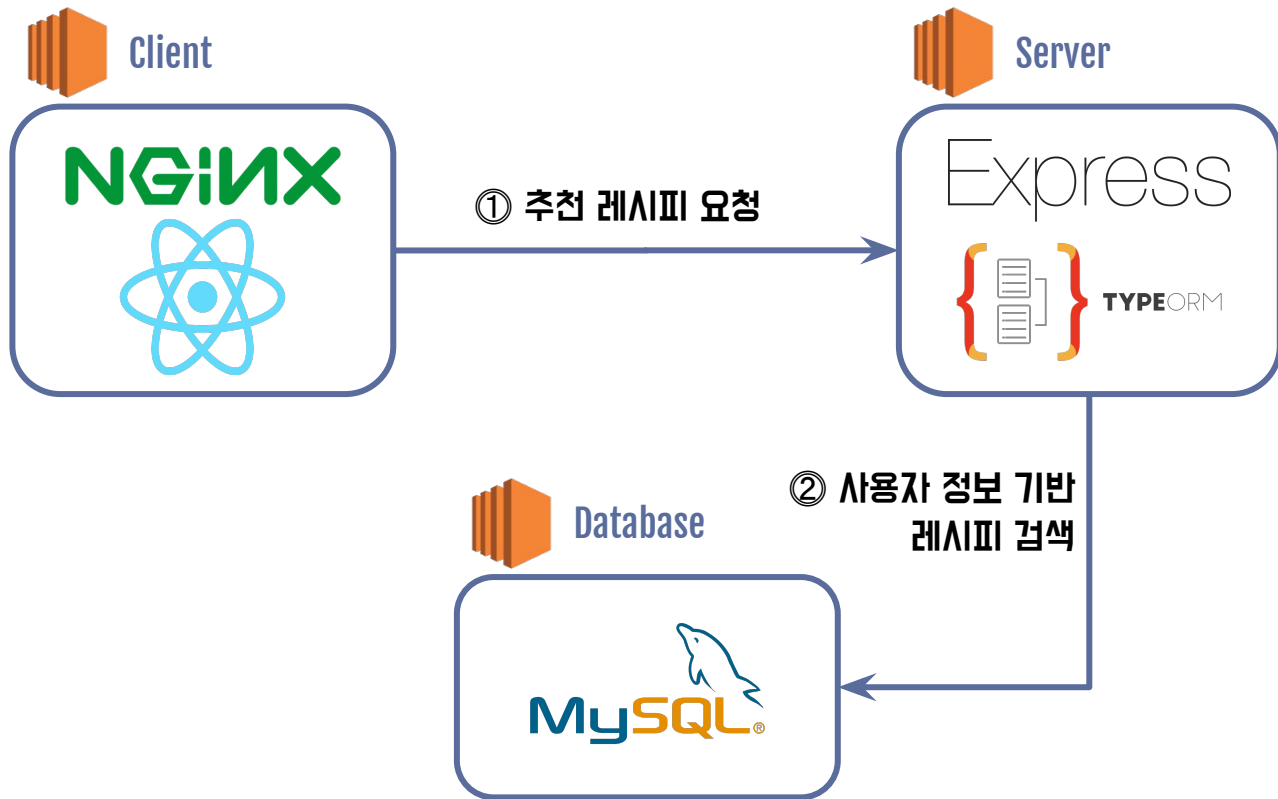 Client
Server
NGINX
Express
① 추천 레시피 요청
TYPEORM
② 사용자 정보 기반
레시피 검색
Database
MySQL®